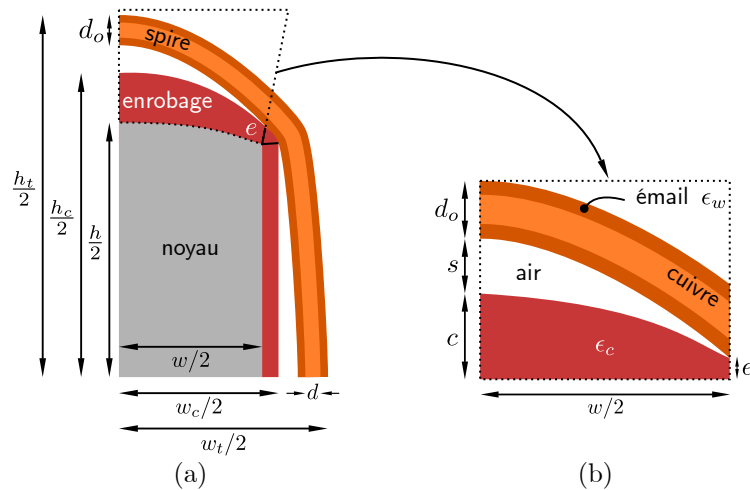 d_o
spire
enrobage
e
h_t/2
h_c/2
h/2
noyau
w/2
w_c/2
d
w_t/2
(a)
émail ϵ_w
d_o
cuivre
s
air
c
ϵ_c
e
w/2
(b)